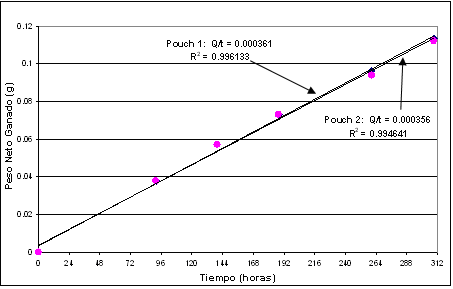 0.12
Pouch 1: Q/t = 0.000361
R² = 0.996133
0.1
0.08
Pouch 2: Q/t = 0.000356
R² = 0.994641
0.06
0.04
0.02
0
Peso Neto Ganado (g)
0 24 48 72 96 120 144 168 192 216 240 264 288 312
Tiempo (horas)